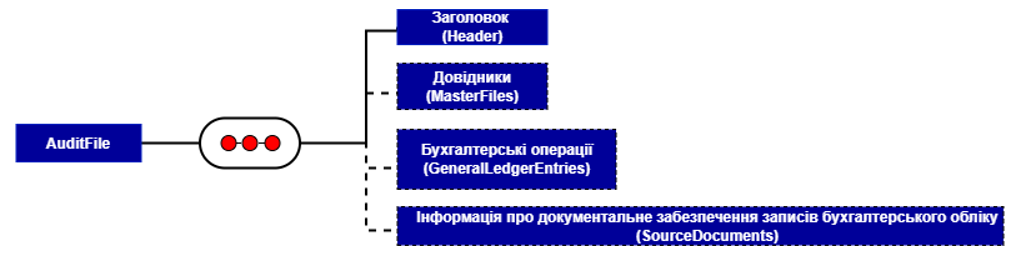 Заголовок
(Header)
Довідники
(MasterFiles)
AuditFile
Бухгалтерські операції
(GeneralLedgerEntries)
Інформація про документальне забезпечення записів бухгалтерського обліку
(SourceDocuments)